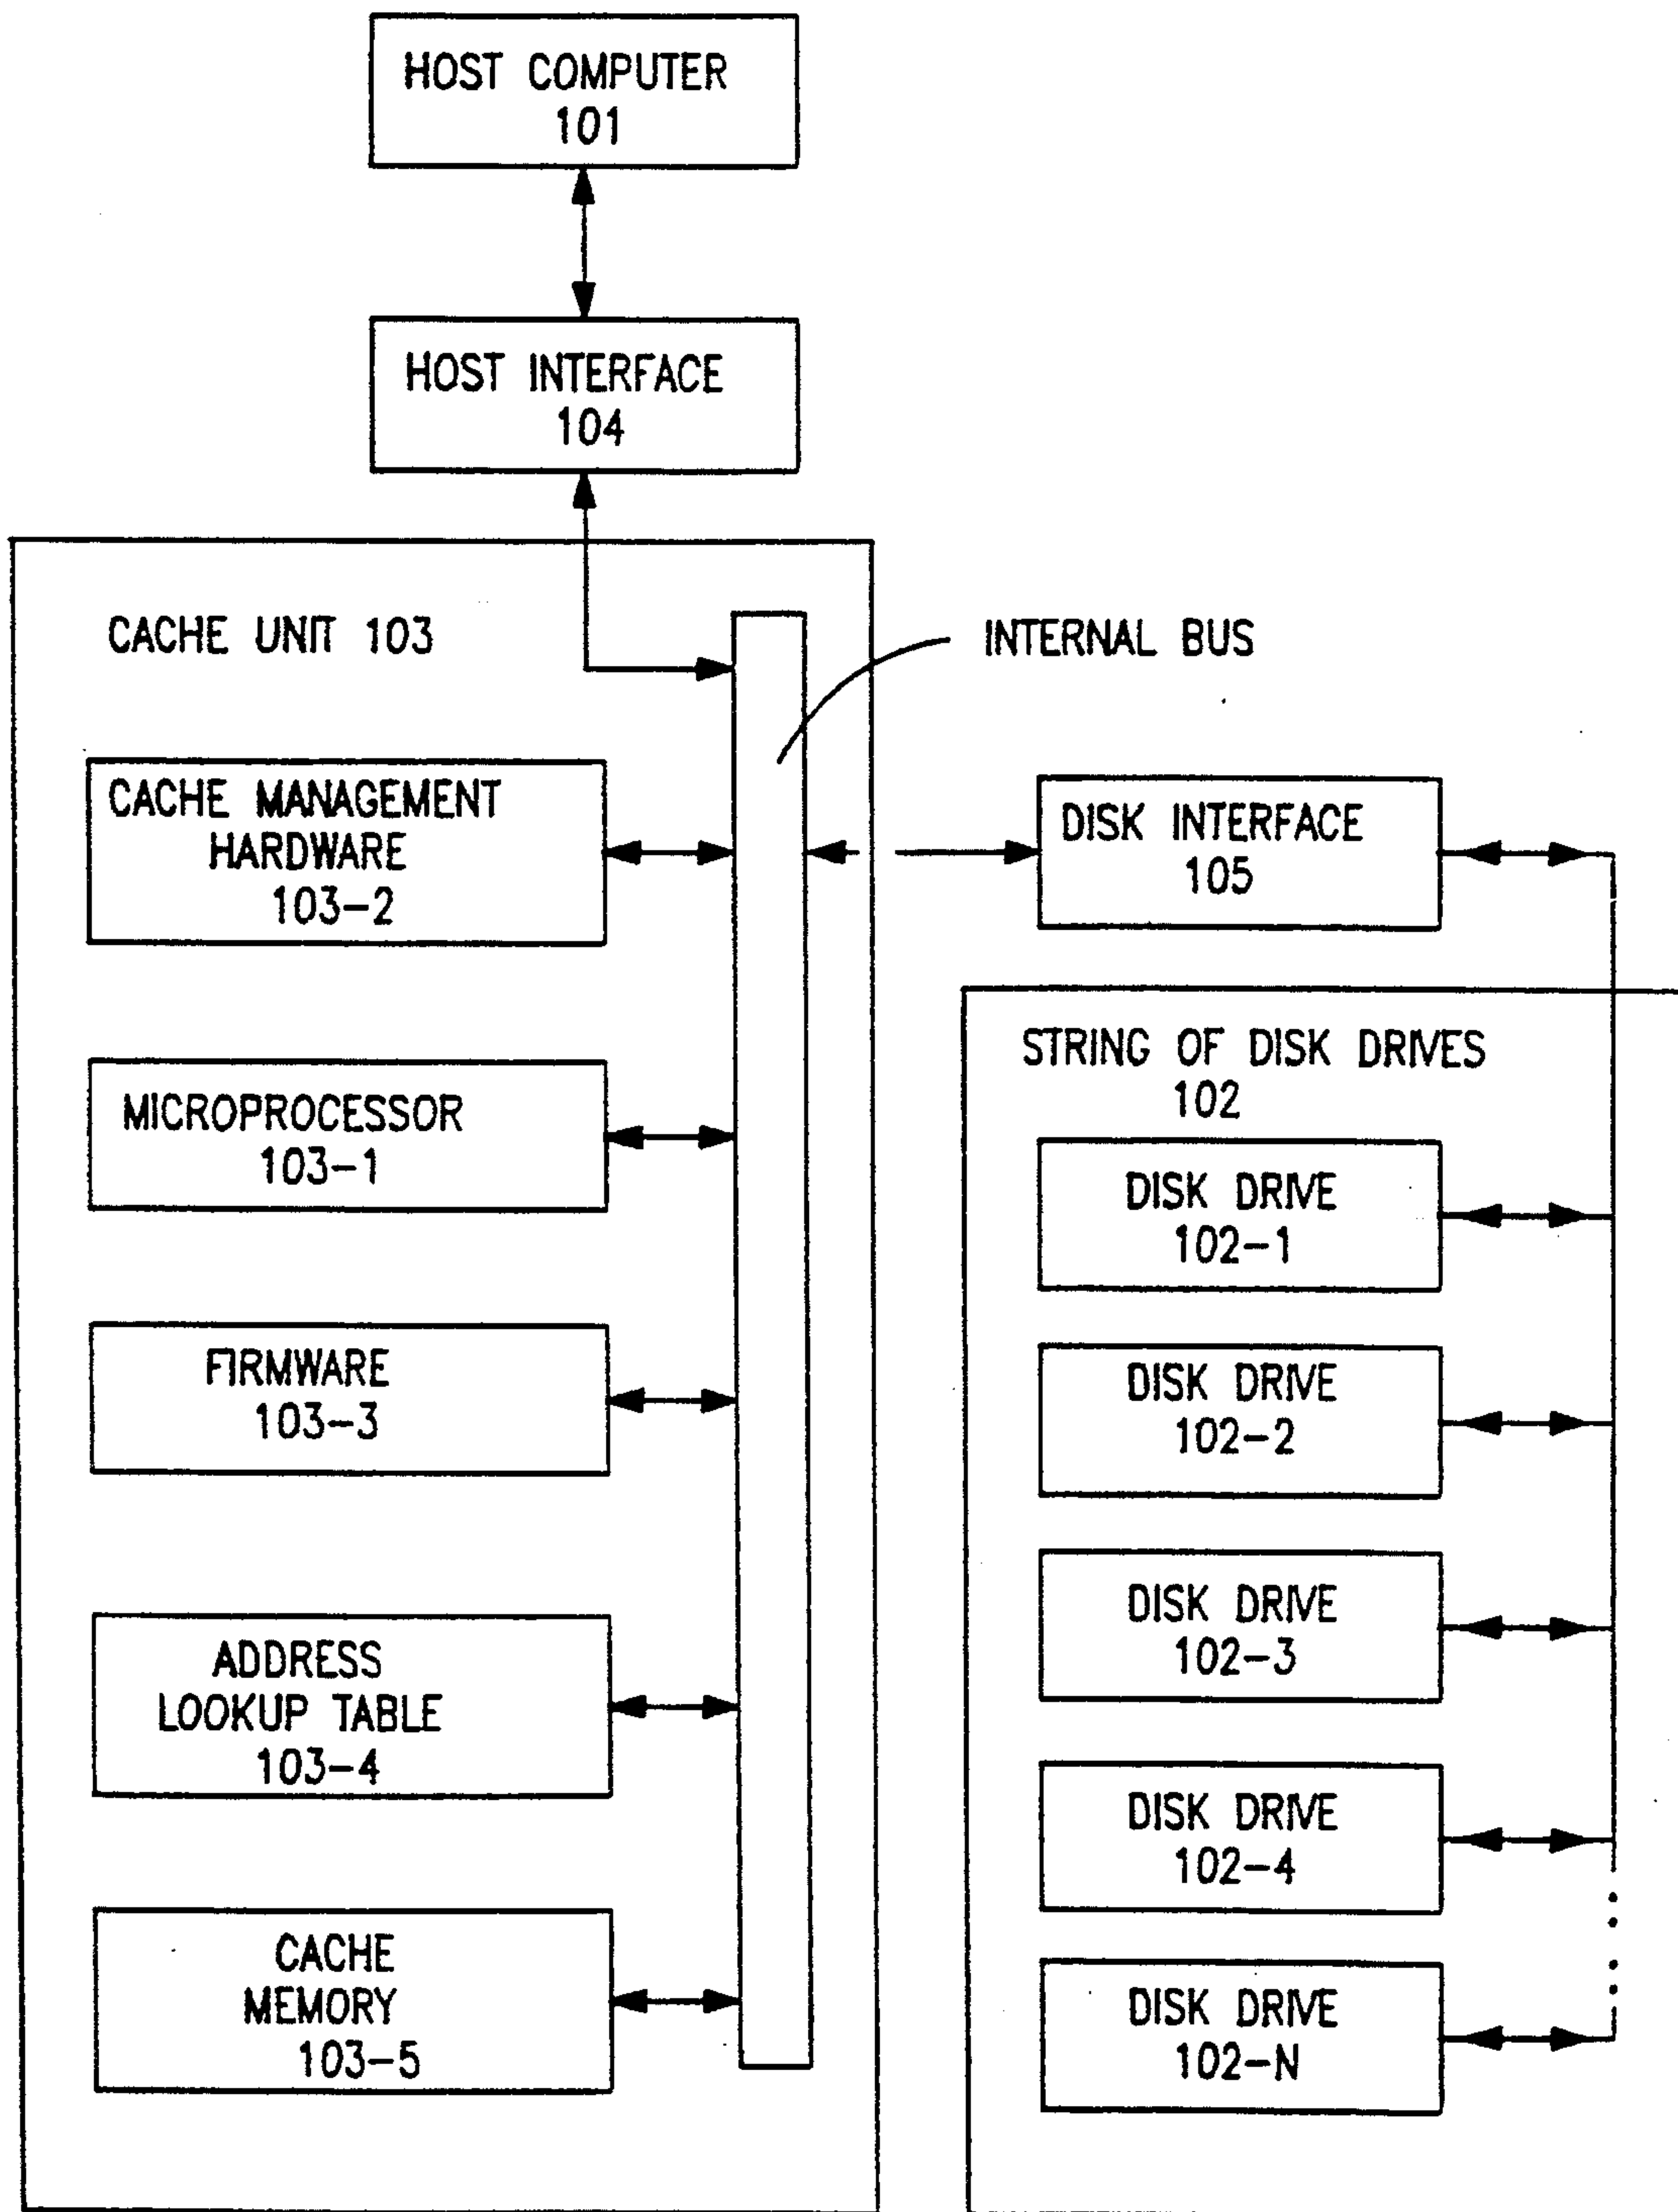 HOST COMPUTER
101
HOST INTERFACE
104
CACHE UNIT 103
INTERNAL BUS
CACHE MANAGEMENT
HARDWARE
103-2
DISK INTERFACE
105
MICROPROCESSOR
103-1
FIRMWARE
103-3
ADDRESS
LOOKUP TABLE
103-4
CACHE
MEMORY
103-5
STRING OF DISK DRIVES
102
DISK DRIVE
102-1
DISK DRIVE
102-2
DISK DRIVE
102-3
DISK DRIVE
102-4
DISK DRIVE
102-N